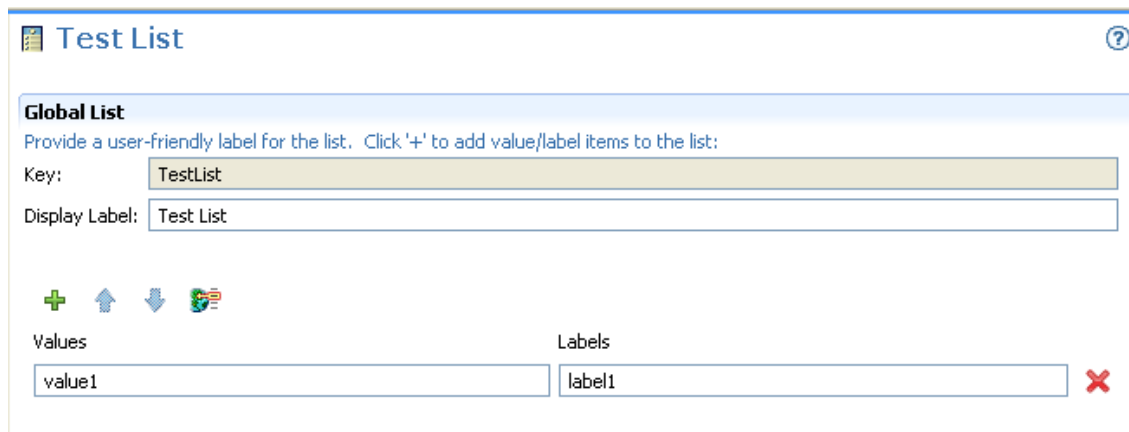 Test List
?
Global List
Provide a user-friendly label for the list. Click '+' to add value/label items to the list:
Key: TestList
Display Label: Test List
Values Labels
value1 label1